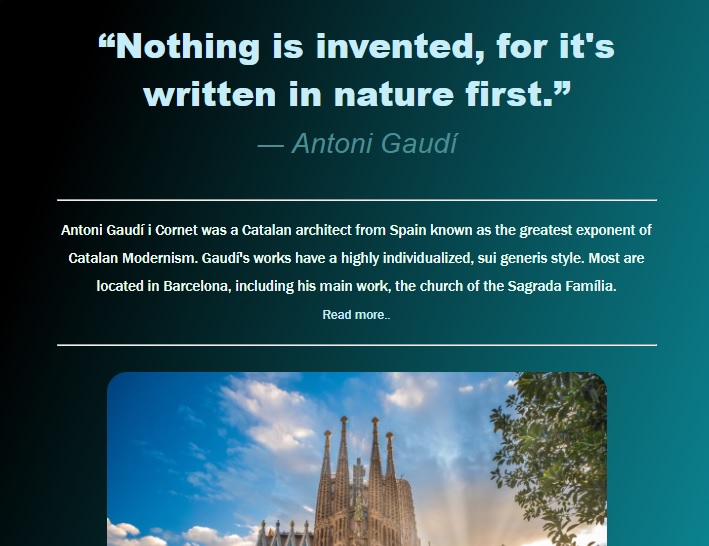 “Nothing is invented, for it's
written in nature first.”
— Antoni Gaudí
Antoni Gaudí i Cornet was a Catalan architect from Spain known as the greatest exponent of
Catalan Modernism. Gaudí's works have a highly individualized, sui generis style. Most are
located in Barcelona, including his main work, the church of the Sagrada Família.
Read more..